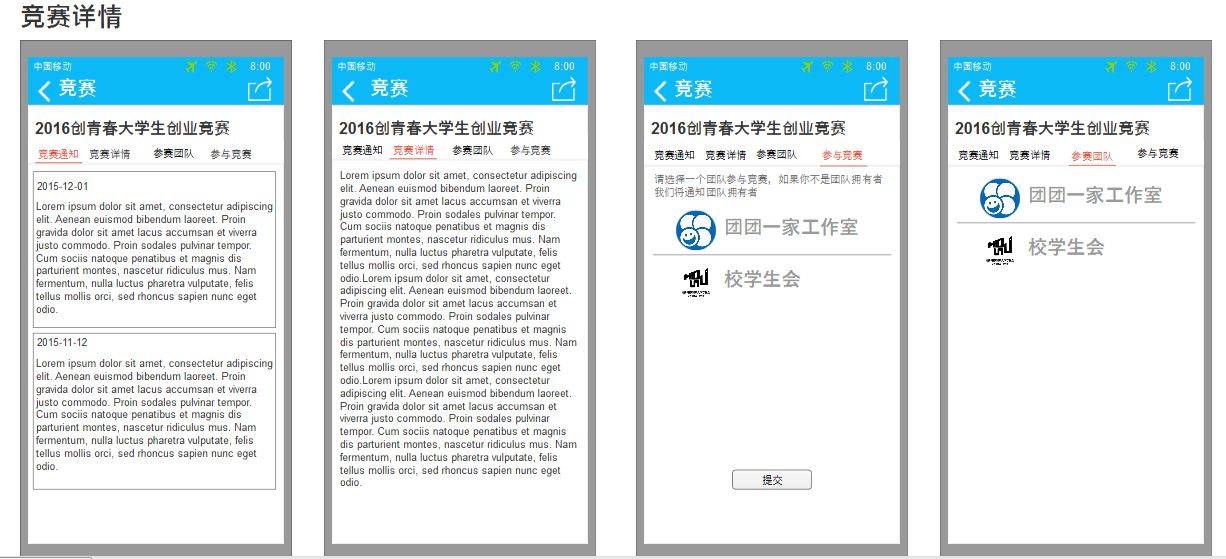 竞赛详情
中国移动 8:00
竞赛
2016创青春大学生创业竞赛
竞赛通知 竞赛详情 参赛团队 参与竞赛
2015-12-01
Lorem ipsum dolor sit amet, consectetur adipiscing
elit. Aenean euismod bibendum laoreet. Proin
gravida dolor sit amet lacus accumsan et viverra
justo commodo. Proin sodales pulvinar tempor.
Cum sociis natoque penatibus et magnis dis
parturient montes, nascetur ridiculus mus. Nam
fermentum, nulla luctus pharetra vulputate, felis
tellus mollis orci, sed rhoncus sapien nunc eget
odio.
2015-11-12
Lorem ipsum dolor sit amet, consectetur adipiscing
elit. Aenean euismod bibendum laoreet. Proin
gravida dolor sit amet lacus accumsan et viverra
justo commodo. Proin sodales pulvinar tempor.
Cum sociis natoque penatibus et magnis dis
parturient montes, nascetur ridiculus mus. Nam
fermentum, nulla luctus pharetra vulputate, felis
tellus mollis orci, sed rhoncus sapien nunc eget
odio.
中国移动 8:00
竞赛
2016创青春大学生创业竞赛
竞赛通知 竞赛详情 参赛团队 参与竞赛
Lorem ipsum dolor sit amet, consectetur adipiscing
elit. Aenean euismod bibendum laoreet. Proin
gravida dolor sit amet lacus accumsan et viverra
justo commodo. Proin sodales pulvinar tempor.
Cum sociis natoque penatibus et magnis dis
parturient montes, nascetur ridiculus mus. Nam
fermentum, nulla luctus pharetra vulputate, felis
tellus mollis orci, sed rhoncus sapien nunc eget
odio.Lorem ipsum dolor sit amet, consectetur
adipiscing elit. Aenean euismod bibendum laoreet.
Proin gravida dolor sit amet lacus accumsan et
viverra justo commodo. Proin sodales pulvinar
tempor. Cum sociis natoque penatibus et magnis
dis parturient montes, nascetur ridiculus mus. Nam
fermentum, nulla luctus pharetra vulputate, felis
tellus mollis orci, sed rhoncus sapien nunc eget
odio.Lorem ipsum dolor sit amet, consectetur
adipiscing elit. Aenean euismod bibendum laoreet.
Proin gravida dolor sit amet lacus accumsan et
viverra justo commodo. Proin sodales pulvinar
tempor. Cum sociis natoque penatibus et magnis
dis parturient montes, nascetur ridiculus mus. Nam
fermentum, nulla luctus pharetra vulputate, felis
tellus mollis orci, sed rhoncus sapien nunc eget
odio.
中国移动 8:00
竞赛
2016创青春大学生创业竞赛
竞赛通知 竞赛详情 参赛团队 参与竞赛
请选择一个团队参与竞赛，如果你不是团队拥有者
我们将通知团队拥有者
团团一家工作室
校学生会
提交
中国移动 8:00
竞赛
2016创青春大学生创业竞赛
竞赛通知 竞赛详情 参赛团队 参与竞赛
团团一家工作室
校学生会